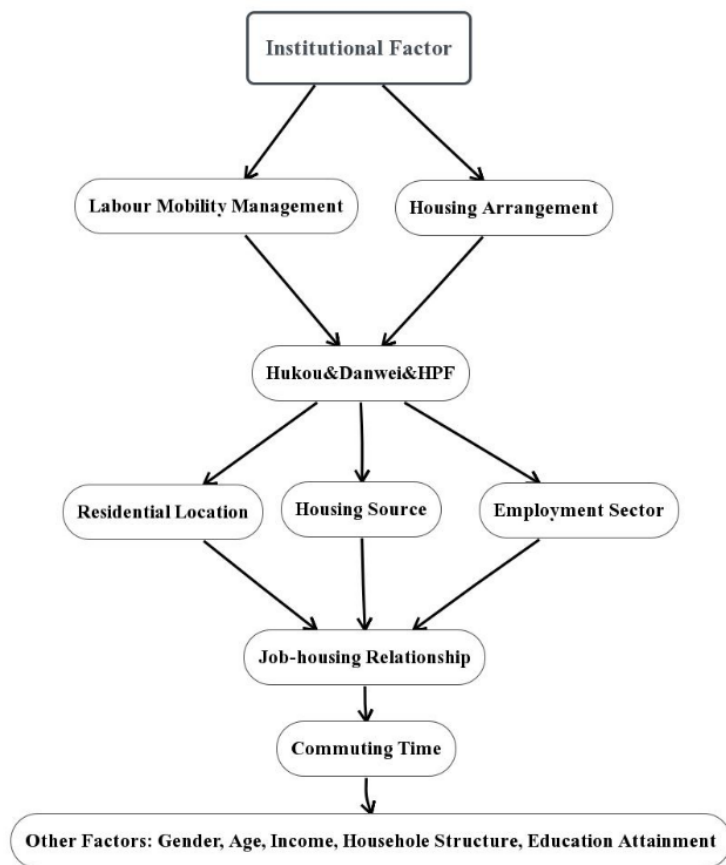 Institutional Factor
Labour Mobility Management
Housing Arrangement
Hukou&Danwei&HPF
Residential Location
Housing Source
Employment Sector
Job-housing Relationship
Commuting Time
Other Factors: Gender, Age, Income, Househole Structure, Education Attainment